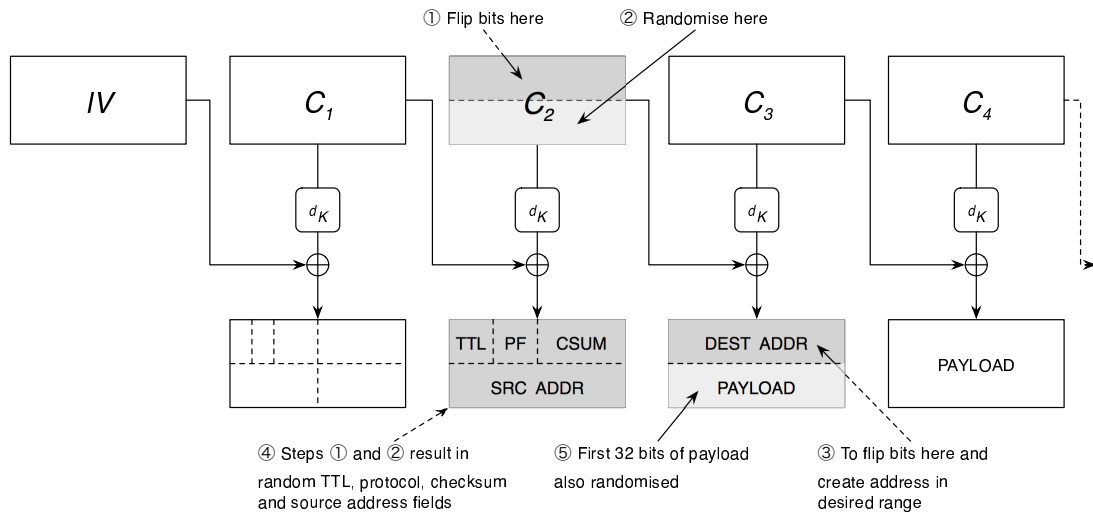 ① Flip bits here
② Randomise here
IV
C1
C2
C3
C4
dK
dK
dK
dK
TTL
PF
CSUM
SRC ADDR
DEST ADDR
PAYLOAD
PAYLOAD
④ Steps ① and ② result in
random TTL, protocol, checksum
and source address fields
⑤ First 32 bits of payload
also randomised
③ To flip bits here and
create address in
desired range